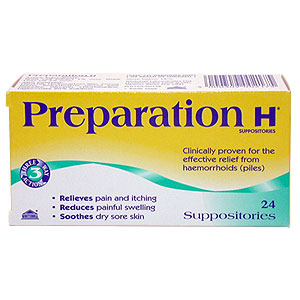 Preparation H®
SUPPOSITORIES
Clinically proven for the
effective relief from
haemorrhoids (piles)
3
ACTION
• Relieves pain and itching
• Reduces painful swelling
• Soothes dry sore skin
24
Suppositories